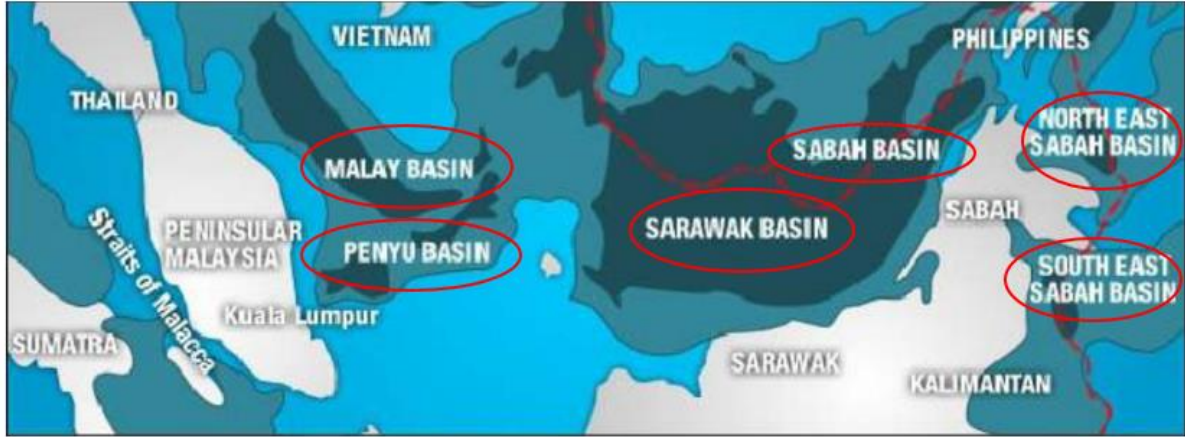 VIETNAM
PHILIPPINES
THAILAND
NORTH EAST
SABAH BASIN
MALAY BASIN
SABAH BASIN
PENINSULAR
MALAYSIA
PENYU BASIN
SARAWAK BASIN
SABAH
Straits of Malacca
SOUTH EAST
SABAH BASIN
Kuala Lumpur
SUMATRA
SARAWAK
KALIMANTAN